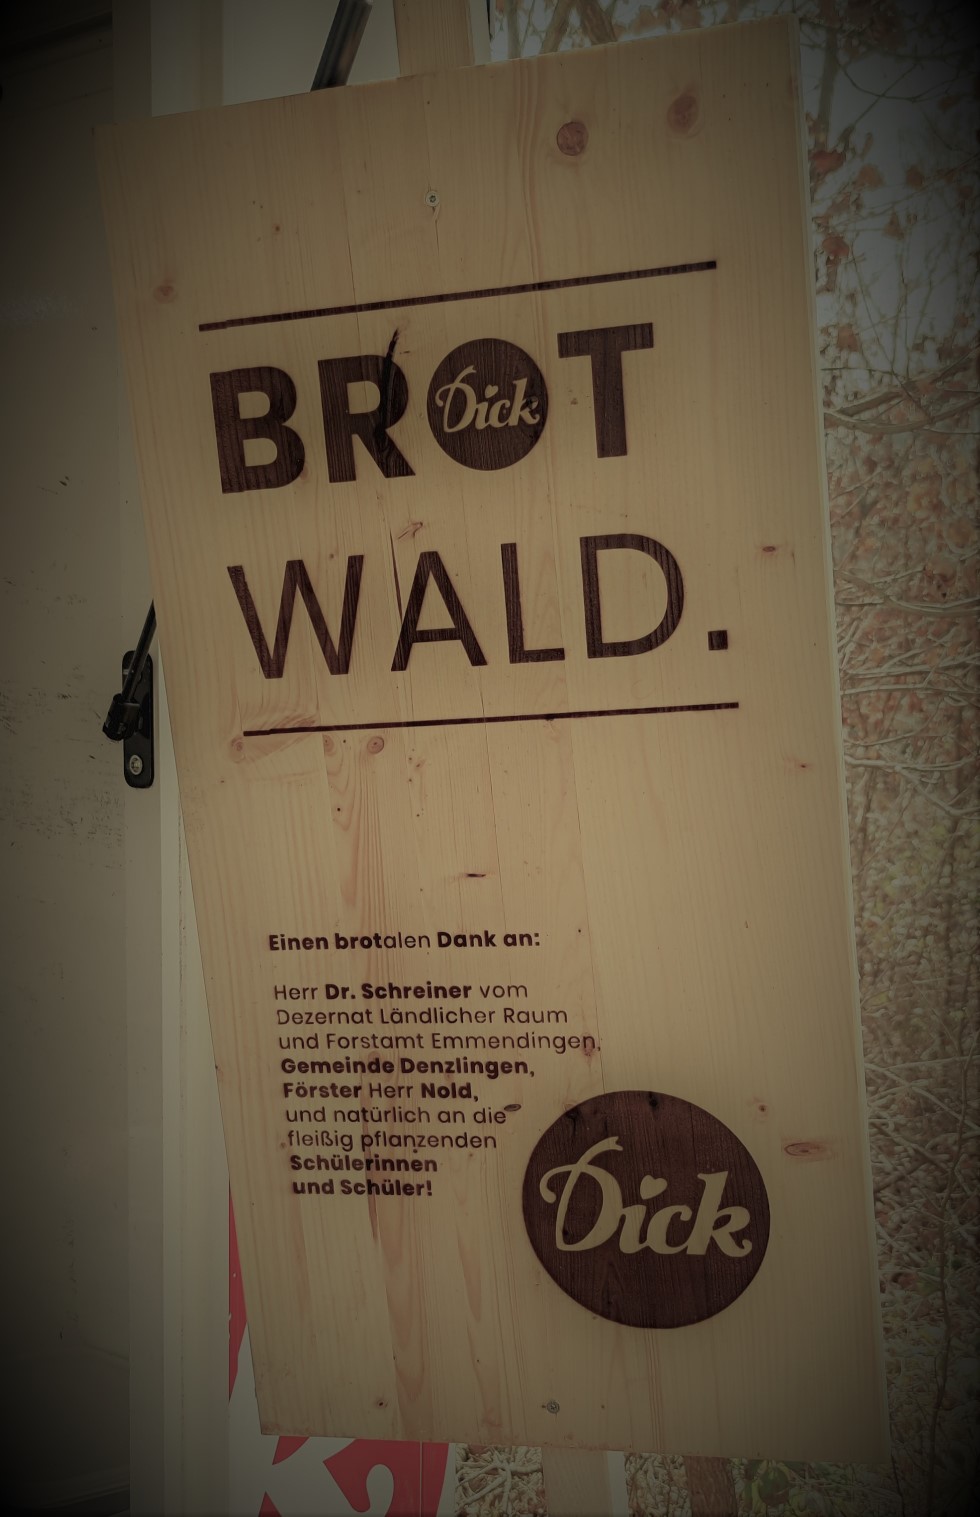 BROT
Dick
WALD.
Einen brotalen Dank an:
Herr Dr. Schreiner vom
Dezernat Ländlicher Raum
und Forstamt Emmendingen,
Gemeinde Denzlingen,
Förster Herr Nold,
und natürlich an die
fleißig pflanzenden
Schülerinnen
und Schüler!
Dick